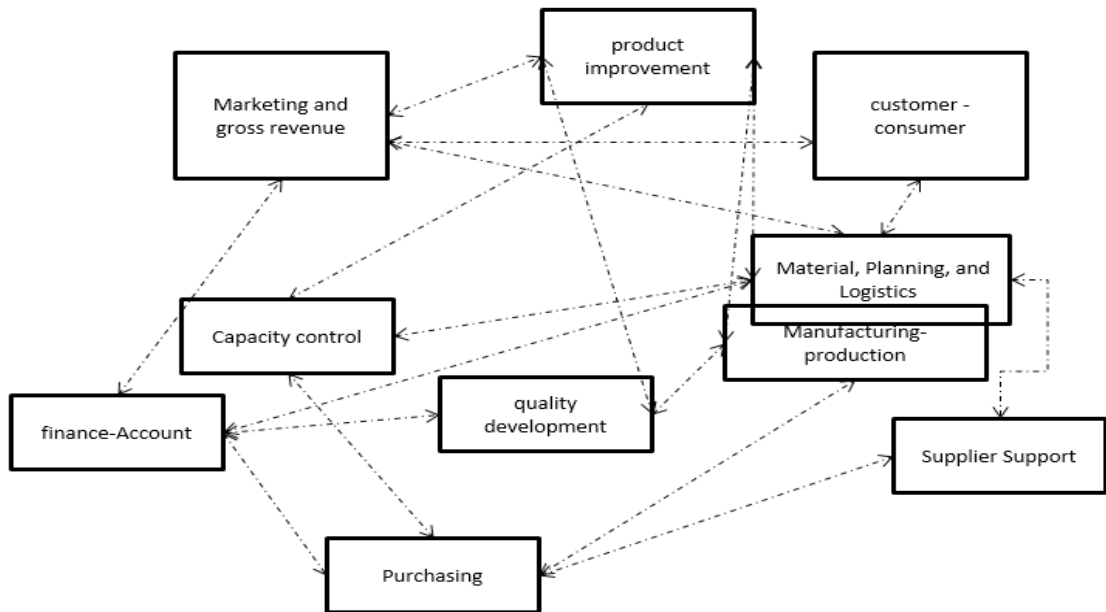 product
improvement
Marketing and
gross revenue
customer -
consumer
Material, Planning, and
Logistics
Capacity control
Manufacturing-
production
quality
development
finance-Account
Supplier Support
Purchasing